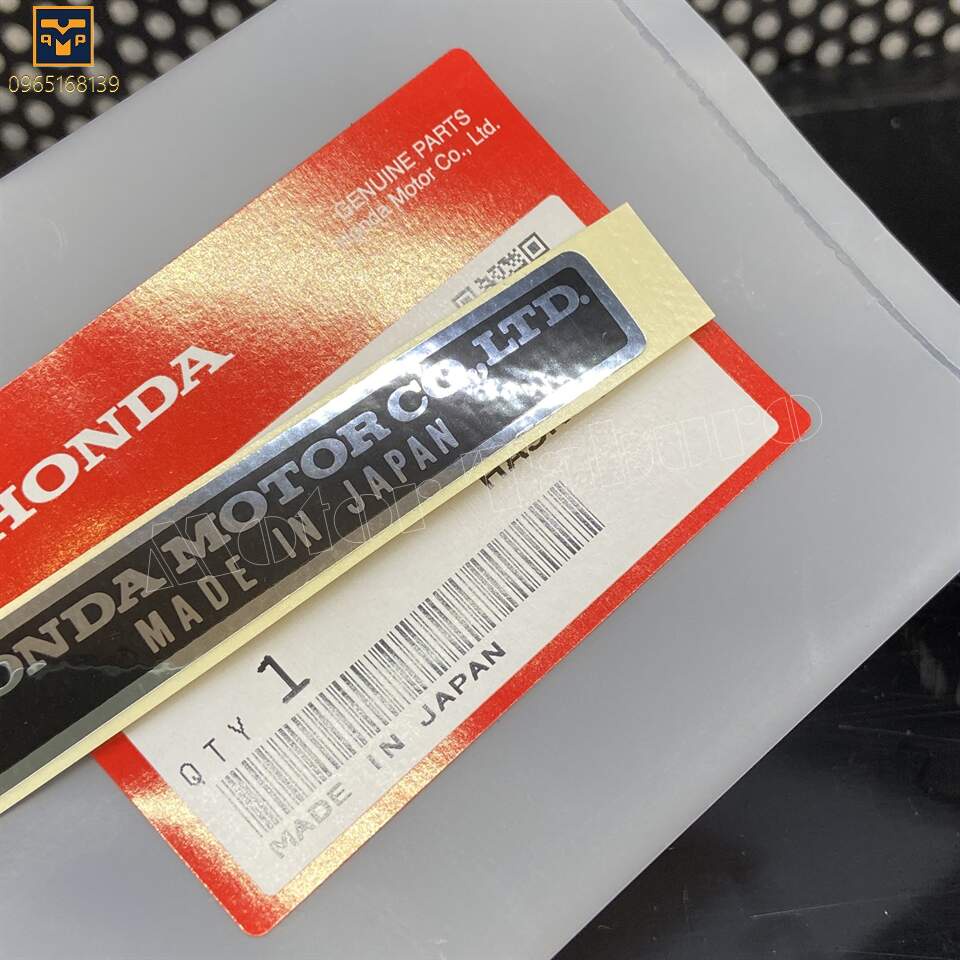 0965168139
GENUINE PARTS
Honda Motor Co., Ltd.
HONDA
HONDA MOTOR CO., LTD.
MADE IN JAPAN
QTY 1
MADE IN JAPAN